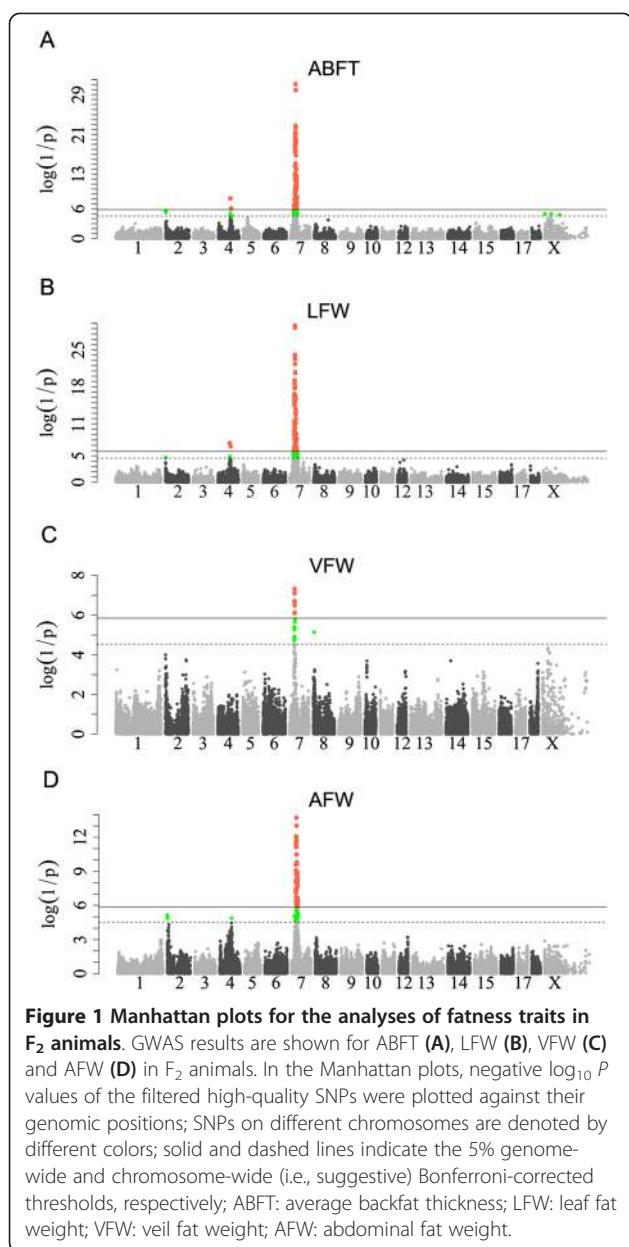 A
ABFT
log(1/p)
29
21
13
6
0
1 2 3 4 5 6 7 8 9 10 12 13 14 15 17 X
B
LFW
log(1/p)
25
18
11
5
0
1 2 3 4 5 6 7 8 9 10 12 13 14 15 17 X
C
VFW
log(1/p)
8
6
4
2
0
1 2 3 4 5 6 7 8 9 10 12 13 14 15 17 X
D
AFW
log(1/p)
12
9
6
3
0
1 2 3 4 5 6 7 8 9 10 12 13 14 15 17 X
Figure 1 Manhattan plots for the analyses of fatness traits in
F₂ animals. GWAS results are shown for ABFT (A), LFW (B), VFW (C)
and AFW (D) in F₂ animals. In the Manhattan plots, negative log₁₀ P
values of the filtered high-quality SNPs were plotted against their
genomic positions; SNPs on different chromosomes are denoted by
different colors; solid and dashed lines indicate the 5% genome-
wide and chromosome-wide (i.e., suggestive) Bonferroni-corrected
thresholds, respectively; ABFT: average backfat thickness; LFW: leaf fat
weight; VFW: veil fat weight; AFW: abdominal fat weight.